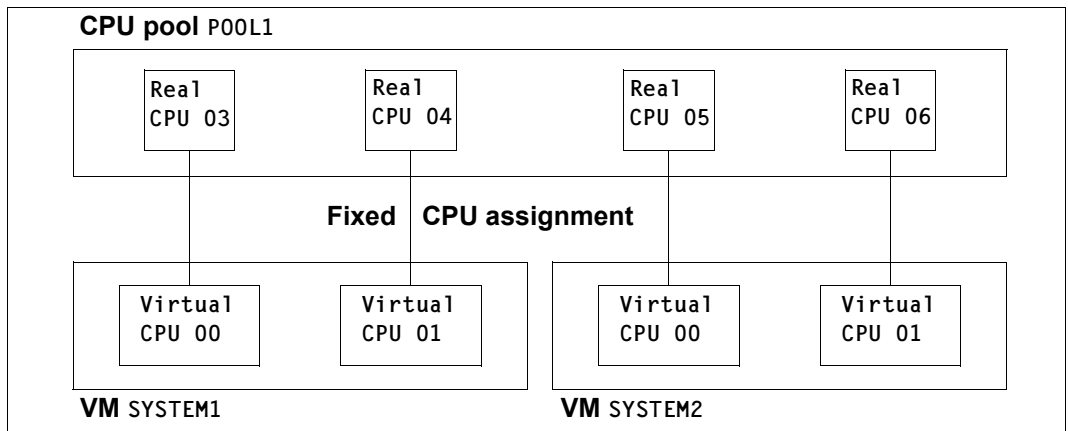 CPU pool POOL1
Real
CPU 03
Real
CPU 04
Real
CPU 05
Real
CPU 06
Fixed CPU assignment
Virtual
CPU 00
Virtual
CPU 01
Virtual
CPU 00
Virtual
CPU 01
VM SYSTEM1
VM SYSTEM2